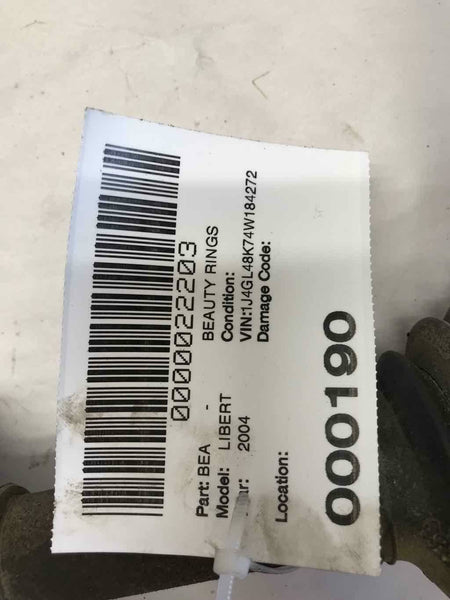 0000022203
Part: BEA - BEAUTY RINGS
Model: LIBERT Condition:
2004 VIN:1J4GL48K74W184272
Damage Code:
Location:
000190